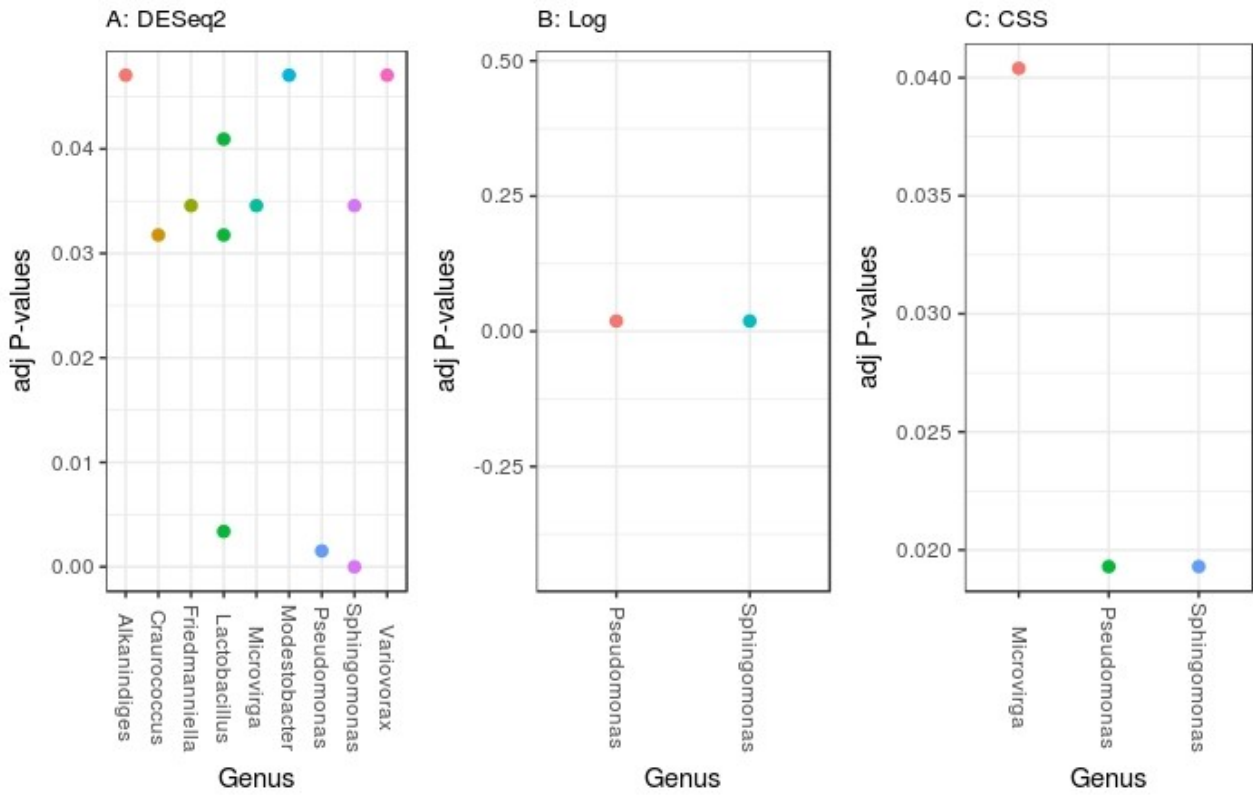 A: DESeq2
adj P-values
0.04
0.03
0.02
0.01
0.00
Alkanindiges
Craurococcus
Friedmanniella
Lactobacillus
Microvirga
Modestobacter
Pseudomonas
Sphingomonas
Variovorax
Genus
B: Log
adj P-values
0.50
0.25
0.00
-0.25
Pseudomonas
Sphingomonas
Genus
C: CSS
adj P-values
0.040
0.035
0.030
0.025
0.020
Microvirga
Pseudomonas
Sphingomonas
Genus